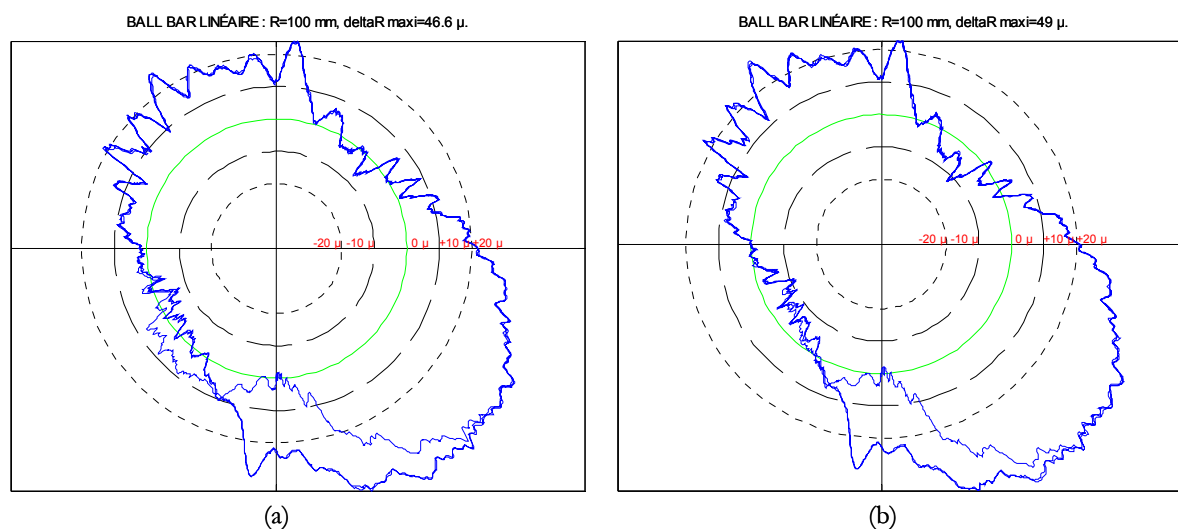 BALL BAR LINÉAIRE : R=100 mm, deltaR maxi=46.6 µ.
BALL BAR LINÉAIRE : R=100 mm, deltaR maxi=49 µ.
-20 µ -10 µ 0 µ +10 µ +20 µ
-20 µ -10 µ 0 µ +10 µ +20 µ
(a)
(b)